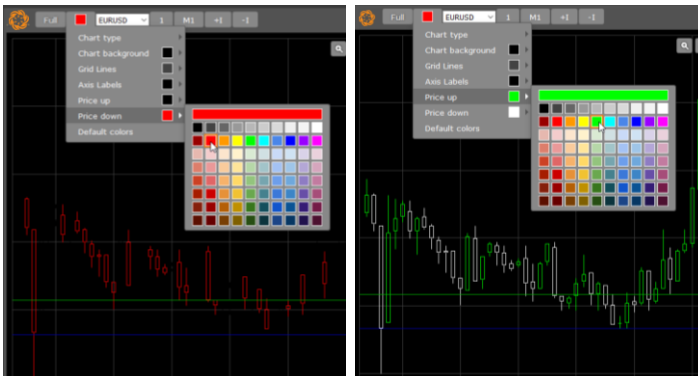 Full EURUSD 1 M1 +I -I
Chart type
Chart background
Grid Lines
Axis Labels
Price up
Price down
Default colors
Full EURUSD 1 M1 +I -I
Chart type
Chart background
Grid Lines
Axis Labels
Price up
Price down
Default colors